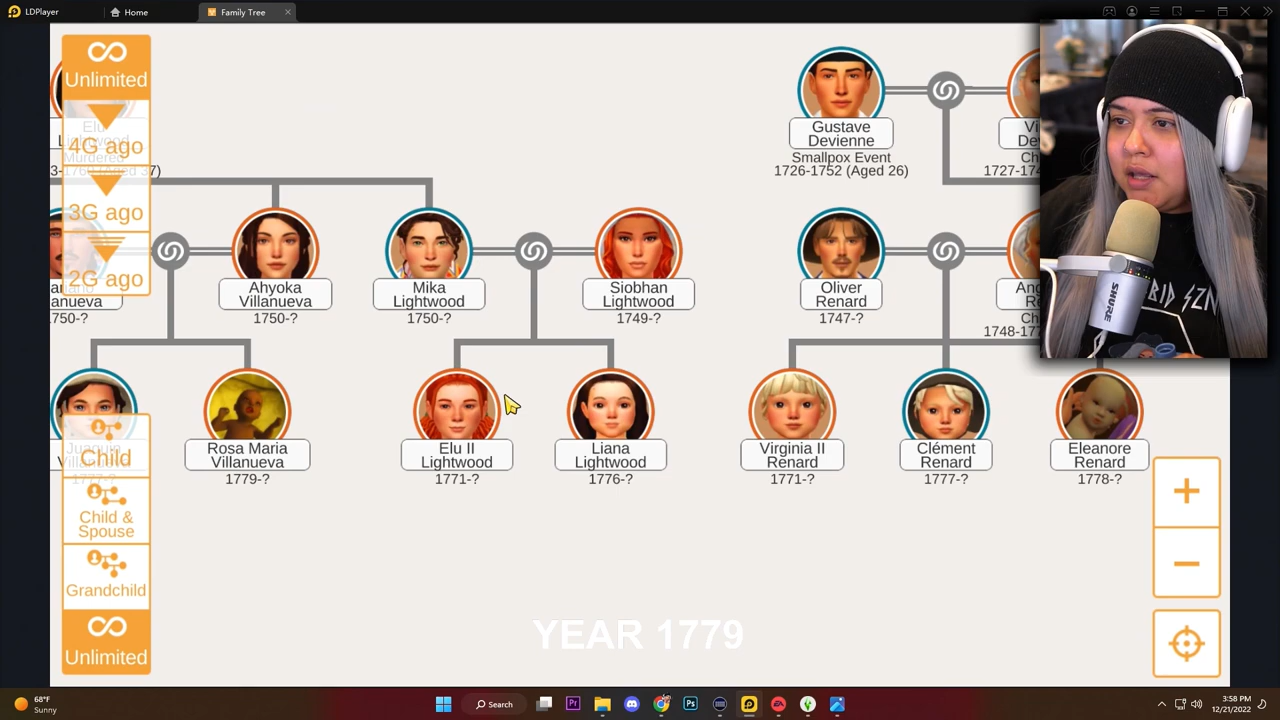 LDPlayer
Home
Family Tree
Unlimited
4G ago
3G ago
2G ago
Gustave
Devienne
Smallpox Event
1726-1752 (Aged 26)
1727-174
Ahyoka
Villanueva
1750-?
Mika
Lightwood
1750-?
Siobhan
Lightwood
1749-?
Oliver
Renard
1747-?
1748-177
Rosa Maria
Villanueva
1779-?
Elu II
Lightwood
1771-?
Liana
Lightwood
1776-?
Virginia II
Renard
1771-?
Clément
Renard
1777-?
Eleanore
Renard
1778-?
Child
Child &
Spouse
Grandchild
Unlimited
YEAR 1779
SHURE
68°F
Sunny
Search
3:58 PM
12/21/2022